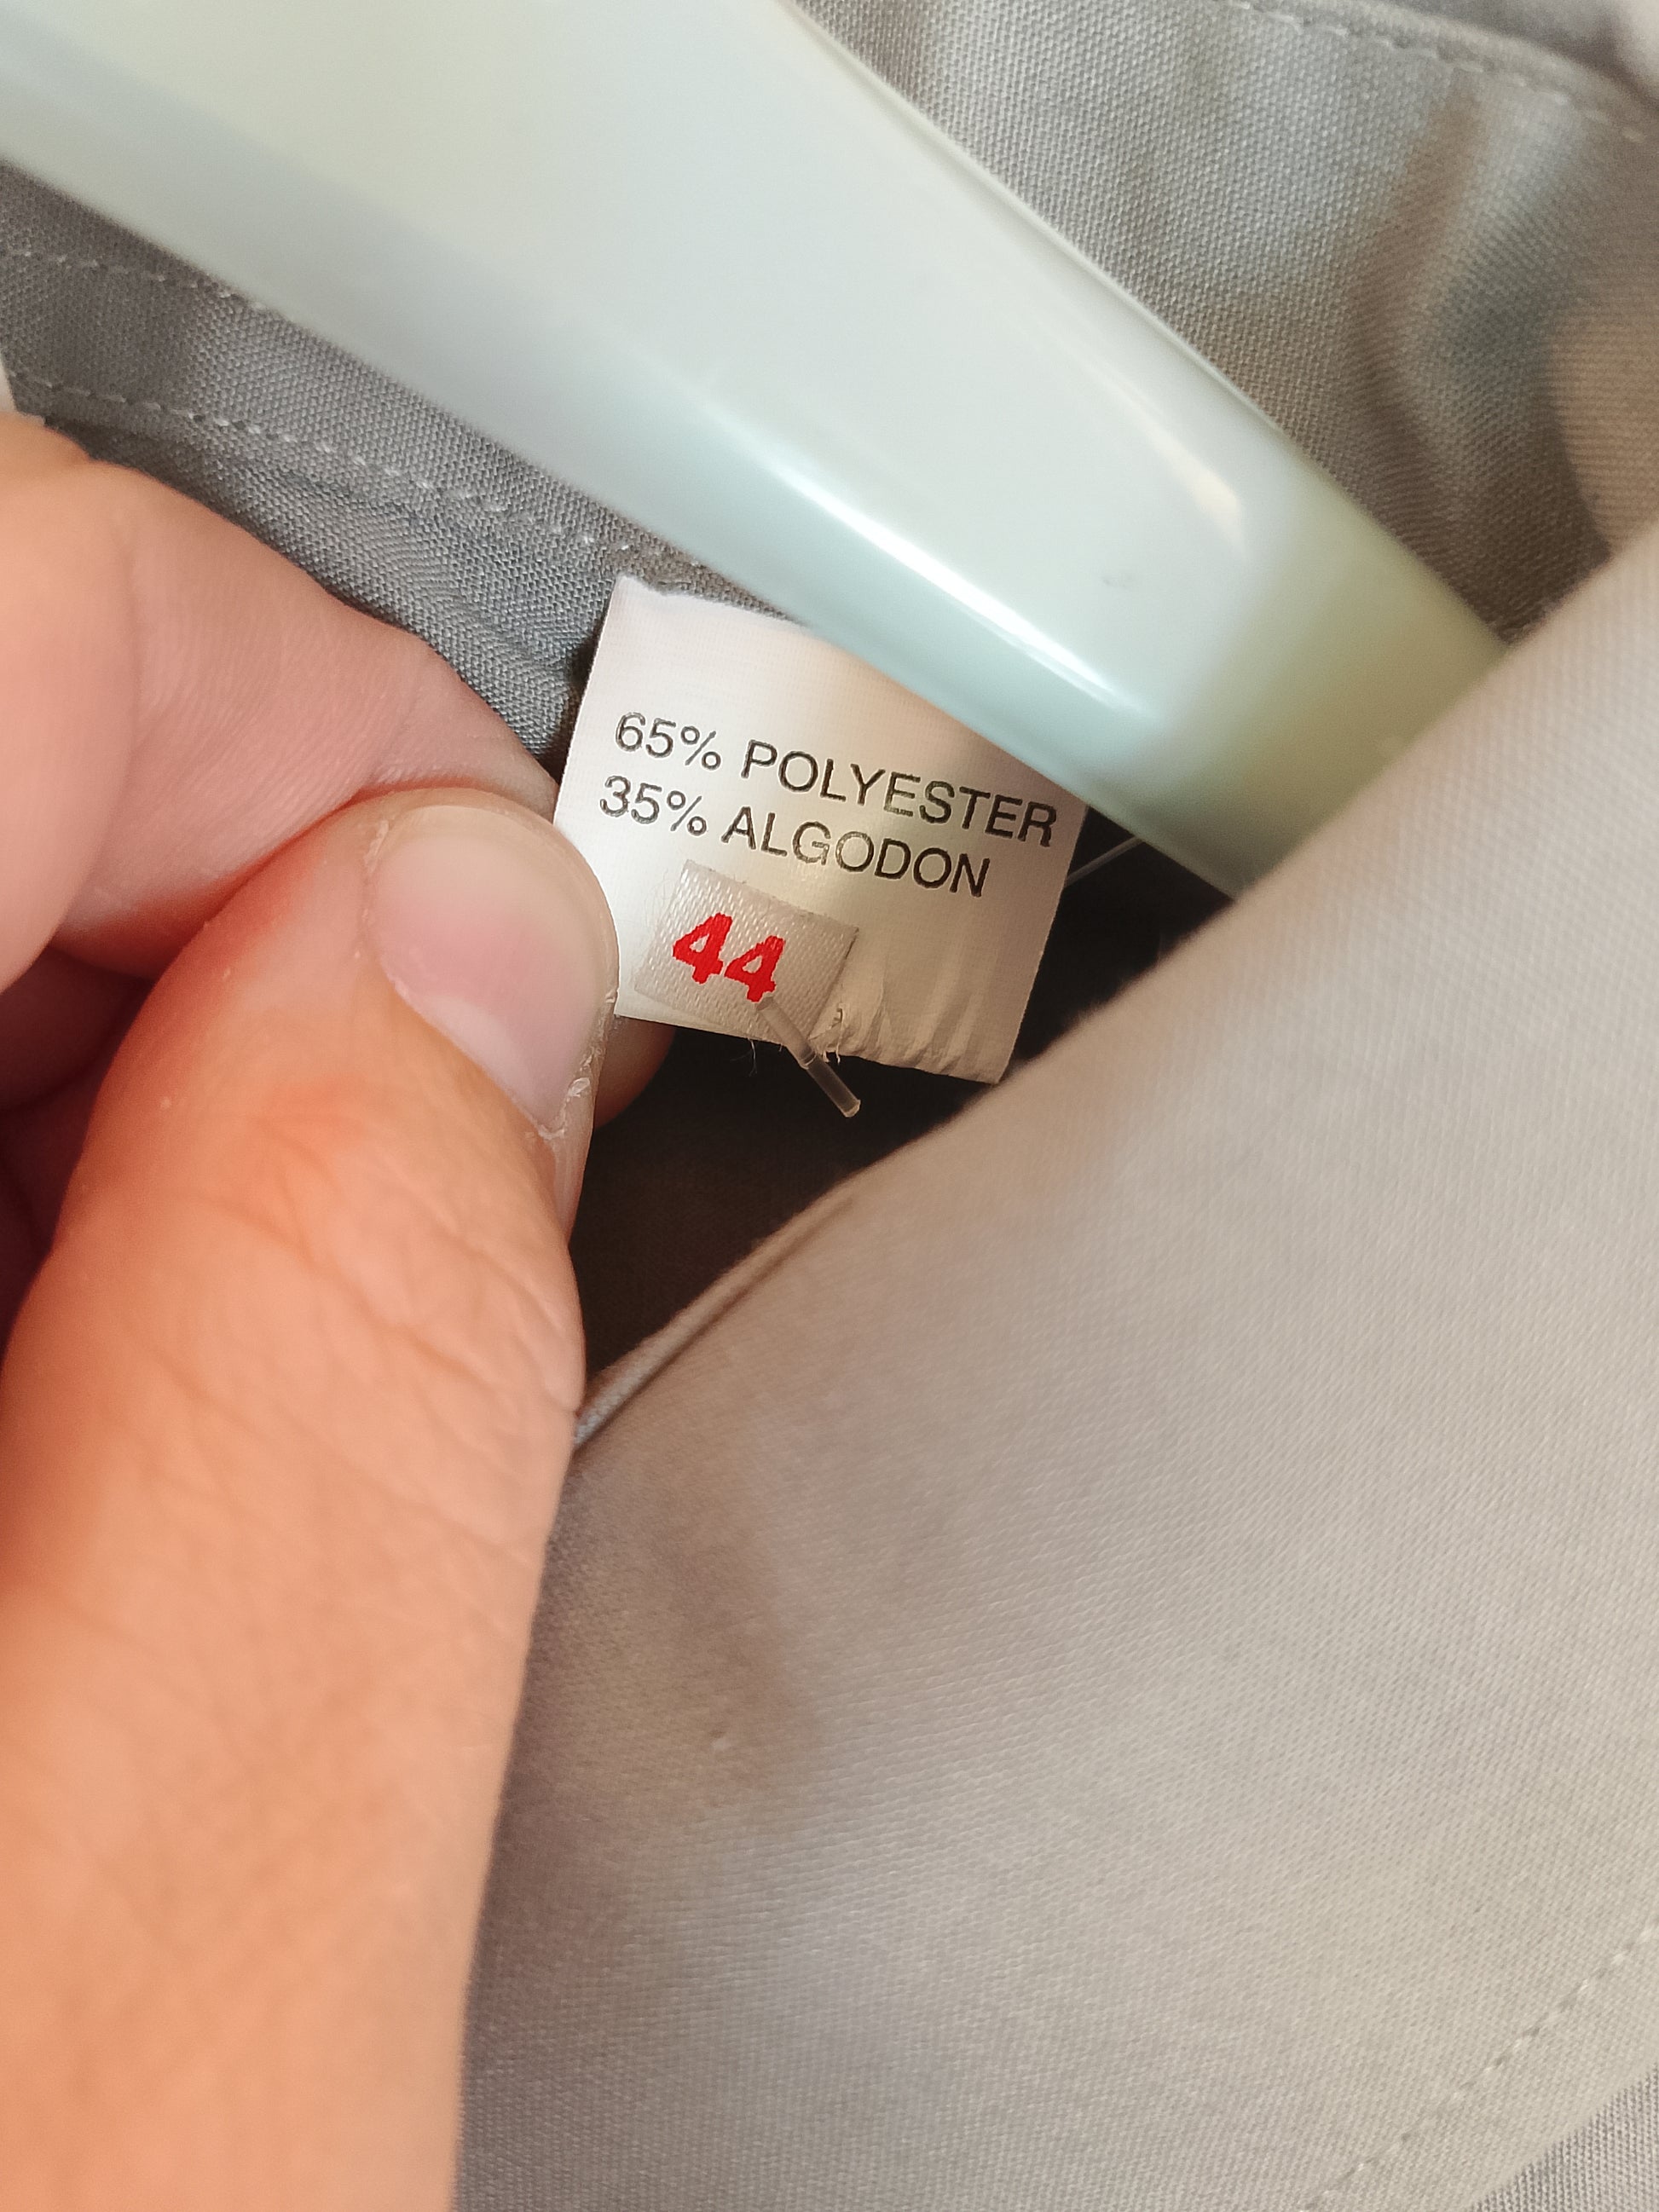 65% POLYESTER
35% ALGODON
44